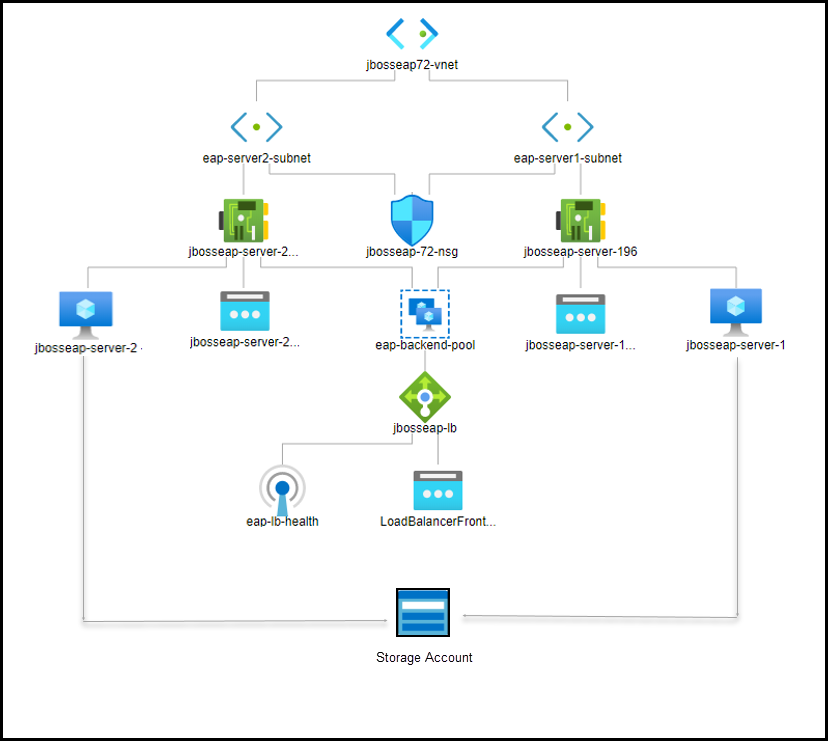 jbosseap72-vnet
eap-server2-subnet
eap-server1-subnet
jbosseap-server-2...
jbosseap-72-nsg
jbosseap-server-196
jbosseap-server-2
jbosseap-server-2...
eap-backend-pool
jbosseap-server-1...
jbosseap-server-1
jbosseap-lb
eap-lb-health
LoadBalancerFront...
Storage Account